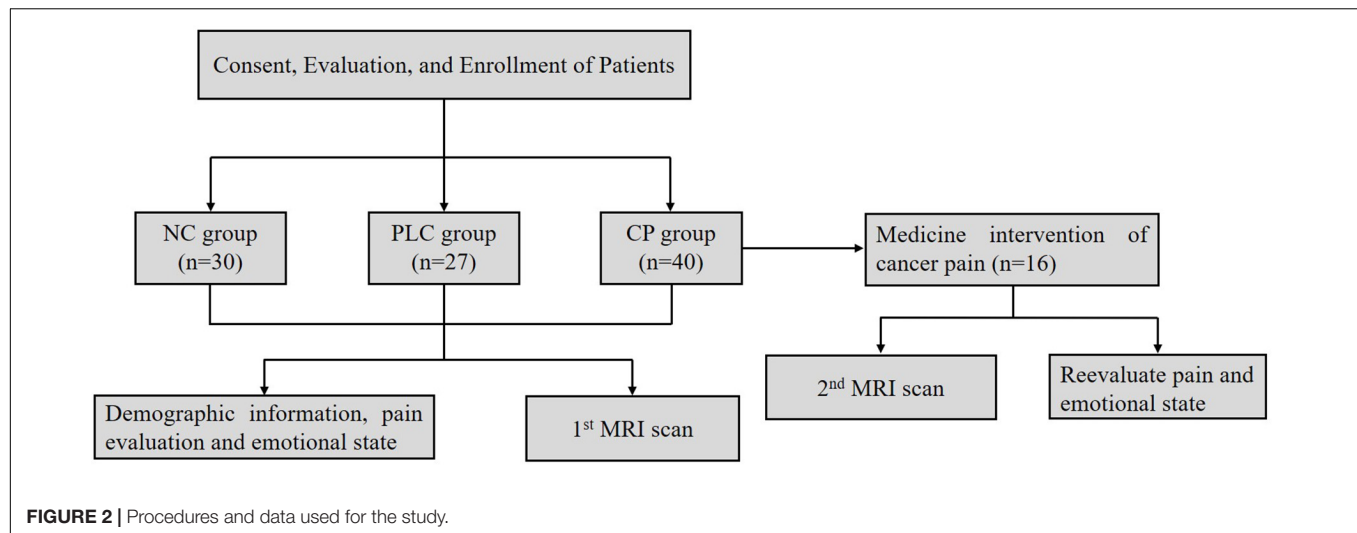 Consent, Evaluation, and Enrollment of Patients
NC group
(n=30)
PLC group
(n=27)
CP group
(n=40)
Medicine intervention of
cancer pain (n=16)
Demographic information, pain
evaluation and emotional state
1st MRI scan
2nd MRI scan
Reevaluate pain and
emotional state
FIGURE 2 | Procedures and data used for the study.